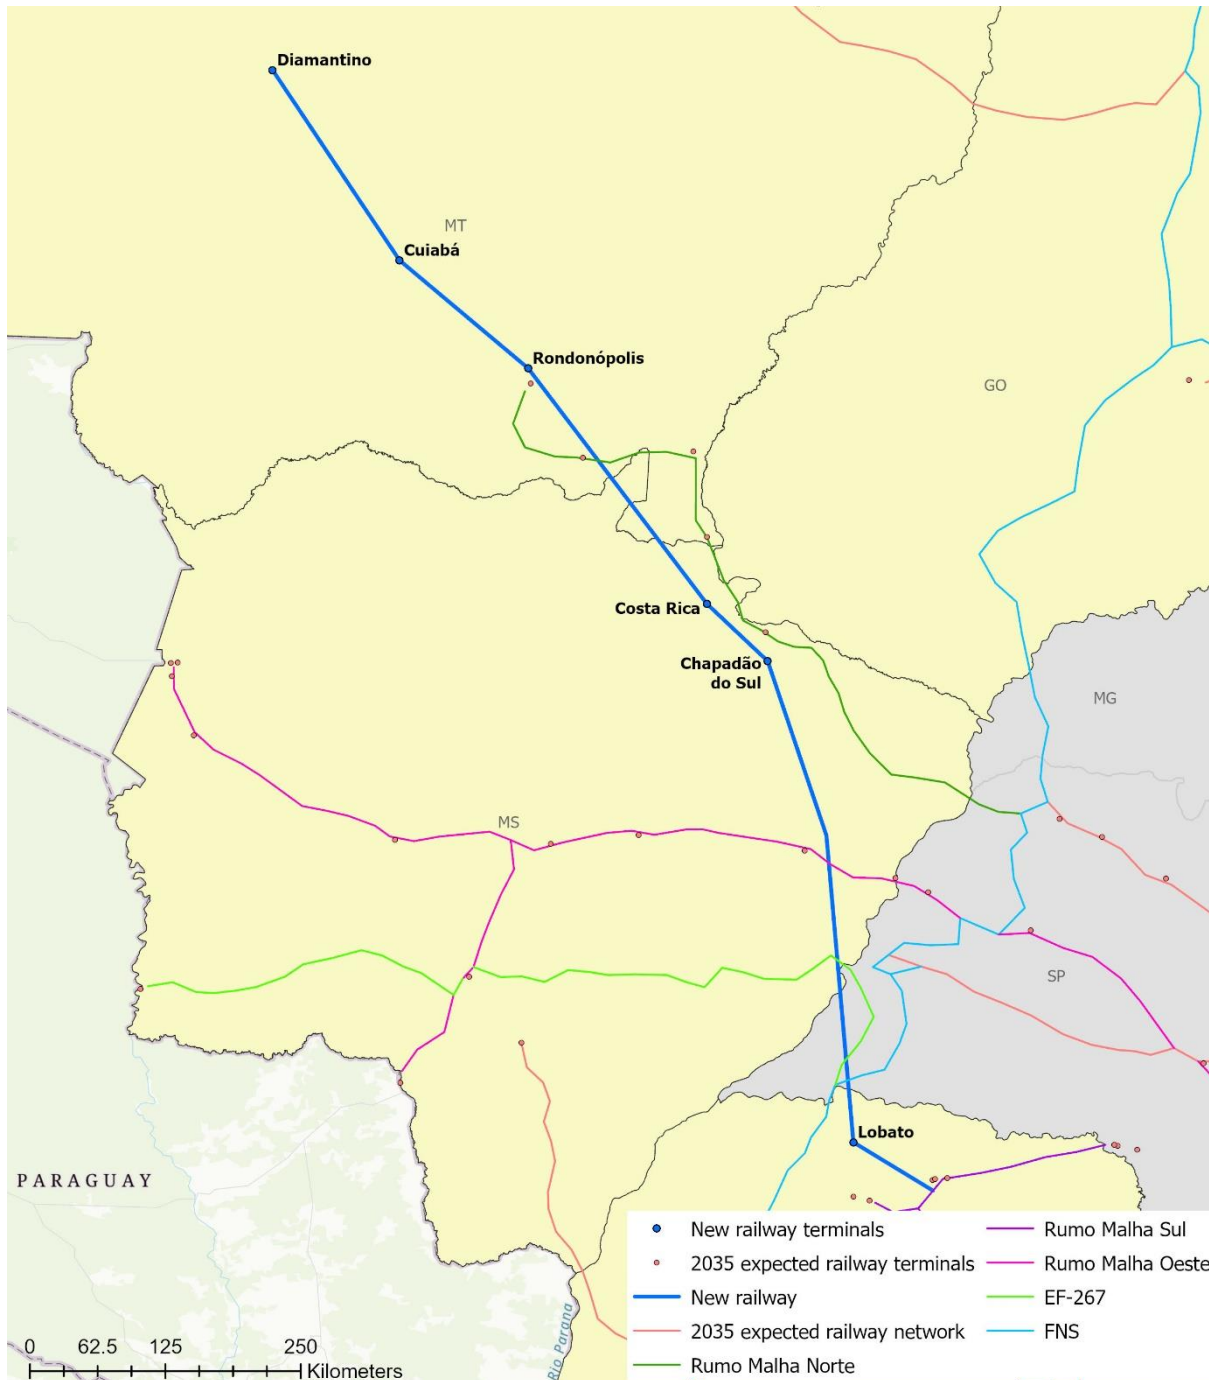 Diamantino
MT
Cuiabá
Rondonópolis
GO
Costa Rica
Chapadão
do Sul
MG
MS
SP
Lobato
PARAGUAY
Rio Parana
New railway terminals
2035 expected railway terminals
New railway
2035 expected railway network
Rumo Malha Norte
Rumo Malha Sul
Rumo Malha Oeste
EF-267
FNS
0 62.5 125 250
Kilometers